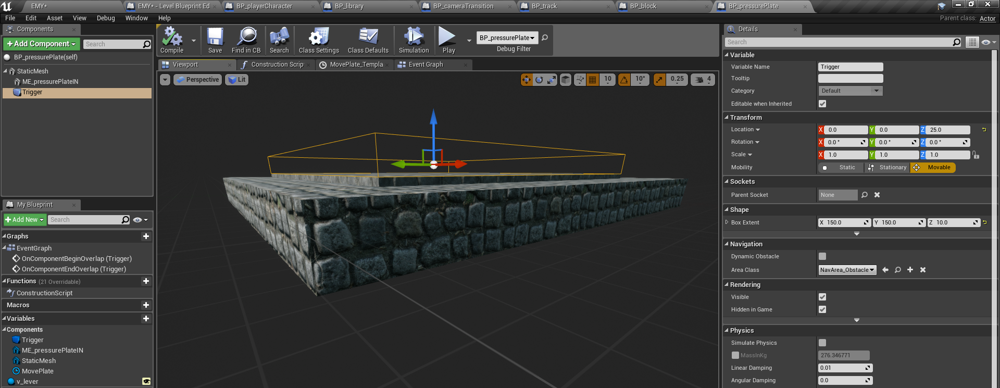 EMY*
EMY* - Level Blueprint Ed
BP_playerCharacter
BP_library
BP_cameraTransition
BP_track
BP_block
BP_pressurePlate
File Edit Asset View Debug Window Help
Parent class: Actor
Components
+ Add Component
Search
BP_pressurePlate(self)
StaticMesh
ME_pressurePlateIN
Trigger
My Blueprint
+ Add New
Search
Graphs
EventGraph
OnComponentBeginOverlap (Trigger)
OnComponentEndOverlap (Trigger)
Functions (21 Overridable)
ConstructionScript
Macros
Variables
Components
Trigger
ME_pressurePlateIN
StaticMesh
MovePlate
v_lever
Compile
Save
Find in CB
Search
Class Settings
Class Defaults
Simulation
Play
BP_pressurePlate
Debug Filter
Viewport
Construction Scrip
MovePlate_Templa
Event Graph
Perspective
Lit
10
10°
0.25
4
Details
Search
Variable
Variable Name Trigger
Tooltip
Category Default
Editable when Inherited
Transform
Location X 0.0 Y 0.0 Z 25.0
Rotation X 0.0 ° Y 0.0 ° Z 0.0 °
Scale X 1.0 Y 1.0 Z 1.0
Mobility Static Stationary Movable
Sockets
Parent Socket None
Shape
Box Extent X 150.0 Y 150.0 Z 10.0
Navigation
Dynamic Obstacle
Area Class NavArea_Obstacle
Rendering
Visible
Hidden in Game
Physics
Simulate Physics
MassInKg 276.346771
Linear Damping 0.01
Angular Damping 0.0